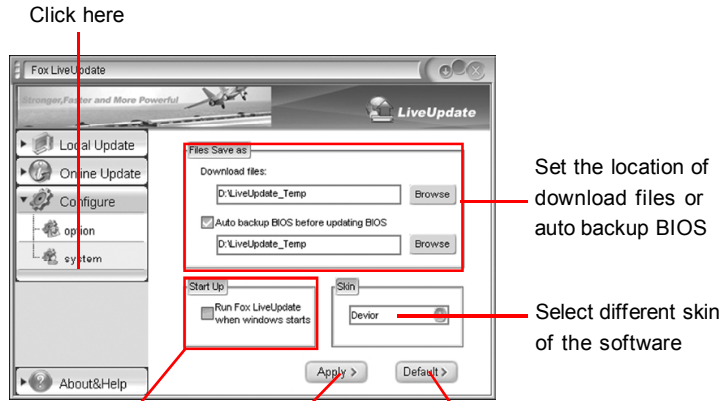 Click here
Fox LiveUpdate
Stronger,Faster and More Powerful
LiveUpdate
Local Update
Online Update
Configure
option
system
About&Help
Files Save as
Download files:
D:\LiveUpdate_Temp
Browse
Auto backup BIOS before updating BIOS
D:\LiveUpdate_Temp
Browse
Start Up
Run Fox LiveUpdate
when windows starts
Skin
Devior
Apply >
Default >
Set the location of
download files or
auto backup BIOS
Select different skin
of the software